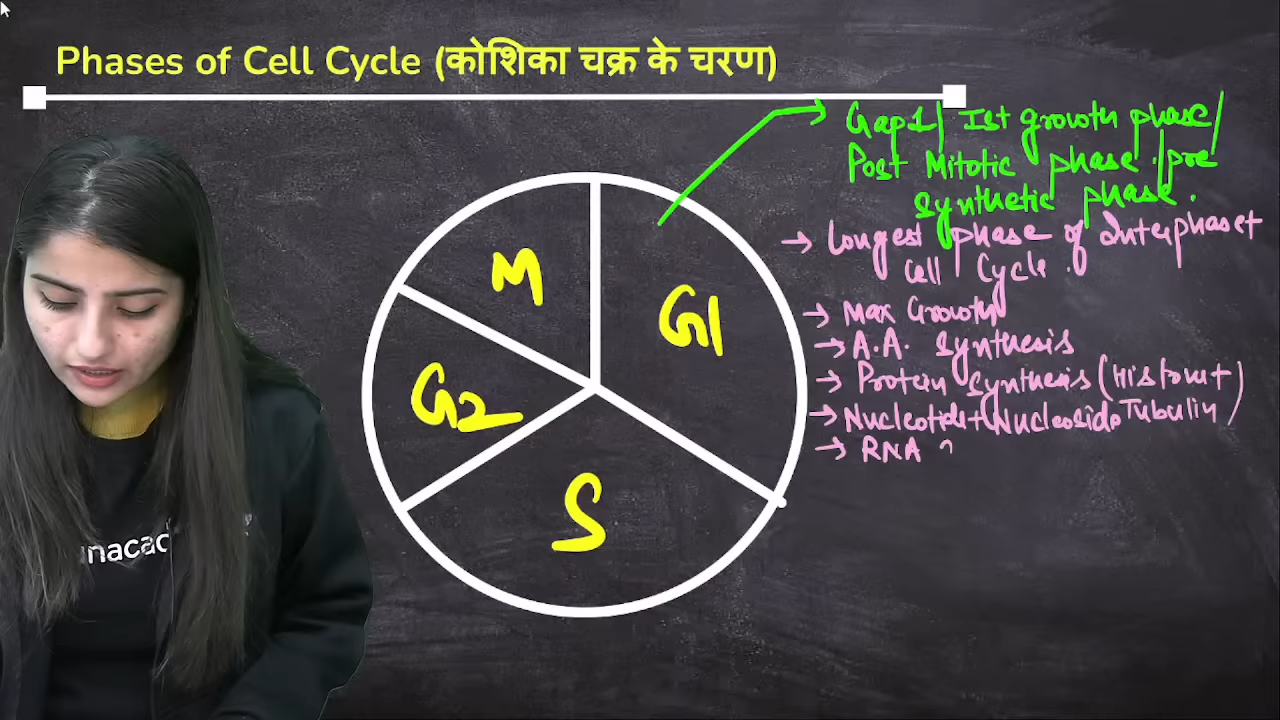 Phases of Cell Cycle (कोशिका चक्र के चरण)
Gap1 / Ist growth phase /
Post Mitotic phase / pre
synthetic phase.
→ Longest phase of Interphase +
Cell Cycle.
→ Max Growth
→ A.A. Synthesis
→ Protein Synthesis (Histone +
Tubulin)
→ Nucleotide + Nucleoside
→ RNA
M
G1
G2
S
unacad